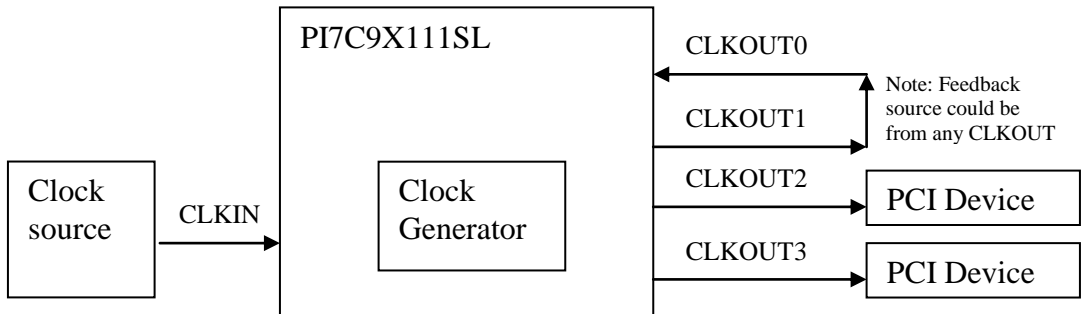 PI7C9X111SL
CLKOUT0
Note: Feedback
source could be
from any CLKOUT
CLKOUT1
Clock
source
CLKIN
Clock
Generator
CLKOUT2
PCI Device
CLKOUT3
PCI Device